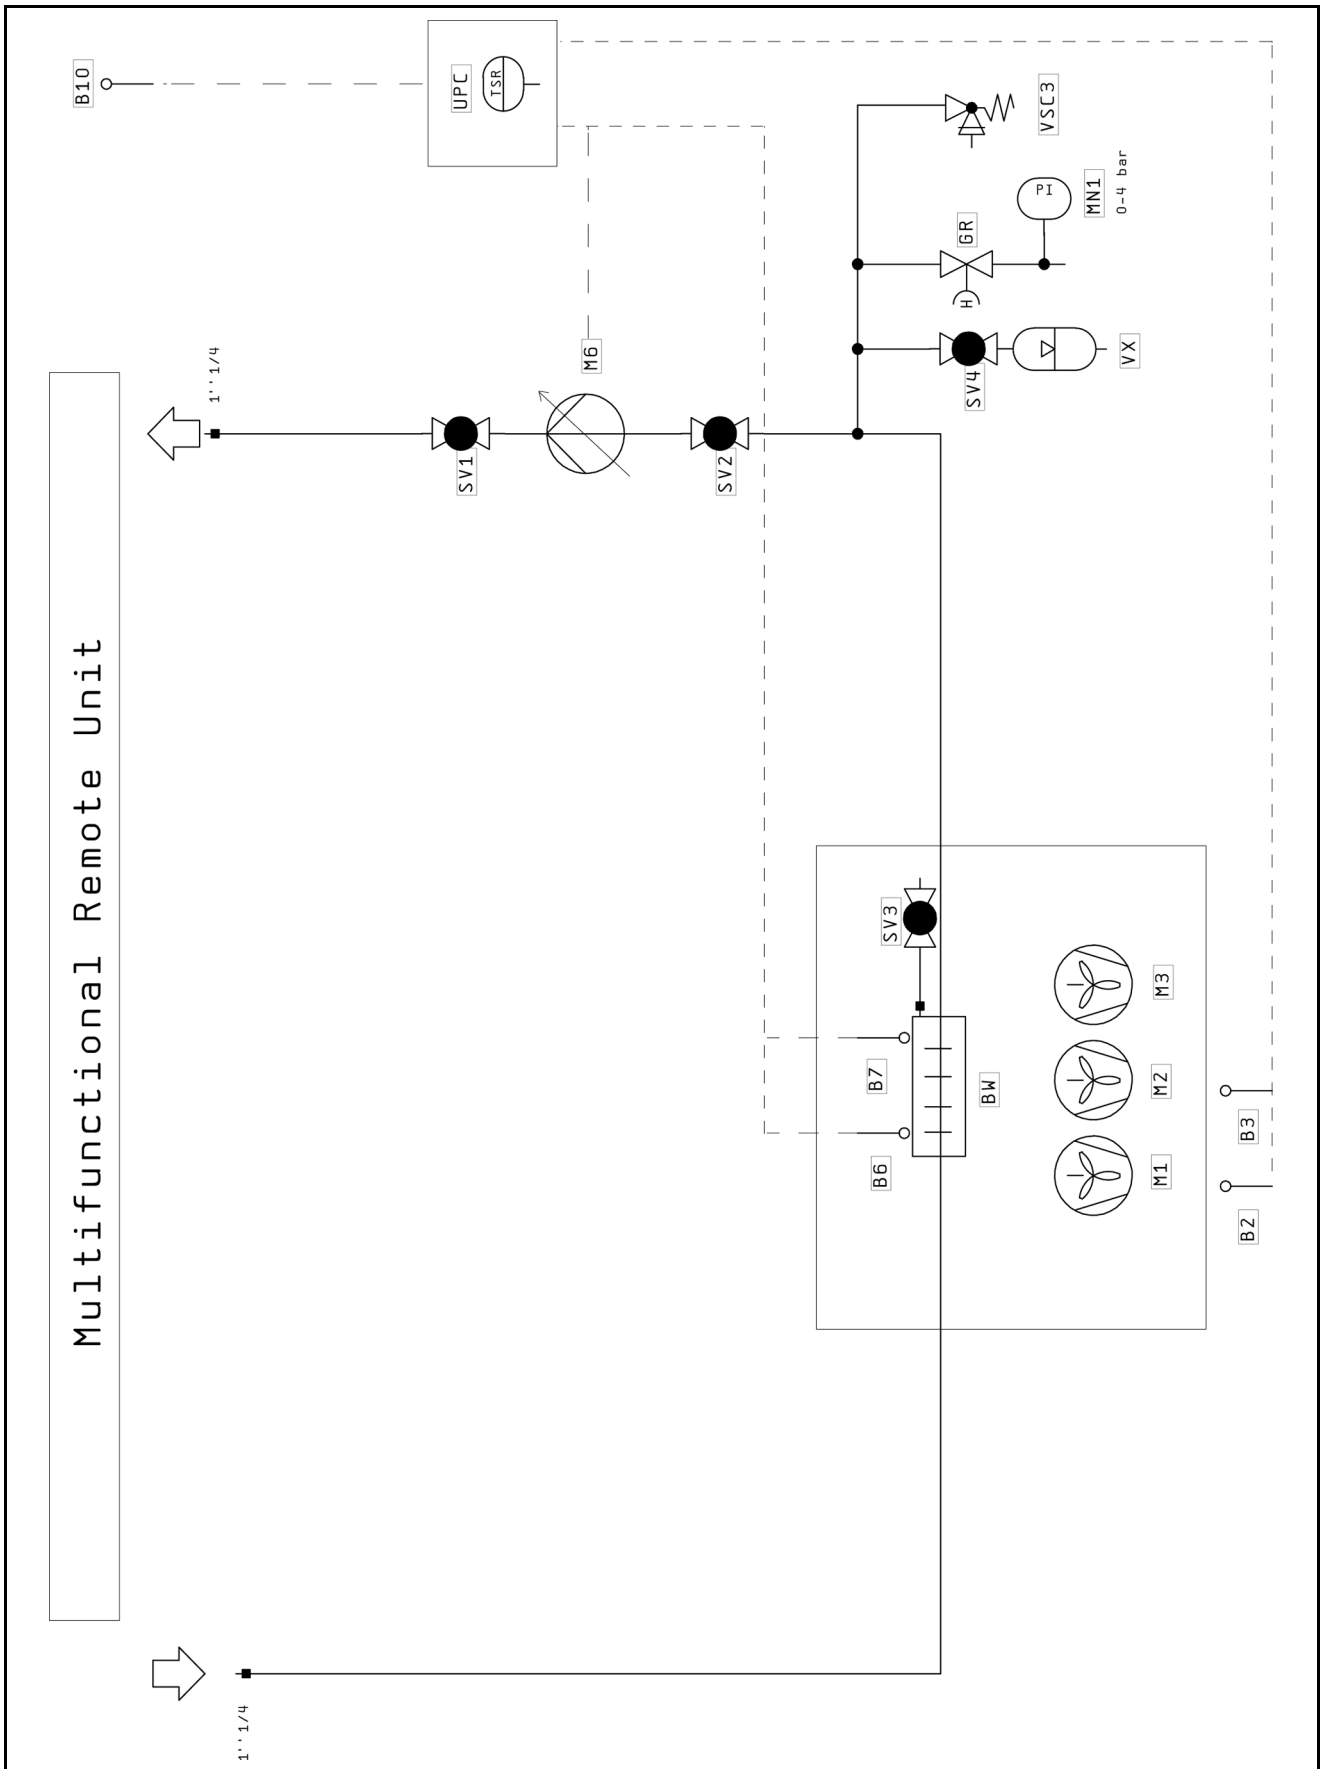 Multifunctional Remote Unit
B10
1''1/4
1''1/4
UPC
TSR
SV1
M6
SV2
B6
B7
SV3
SV4
H
GR
BW
PI
VSC3
MN1
0-4 bar
VX
M1
M2
M3
B2
B3